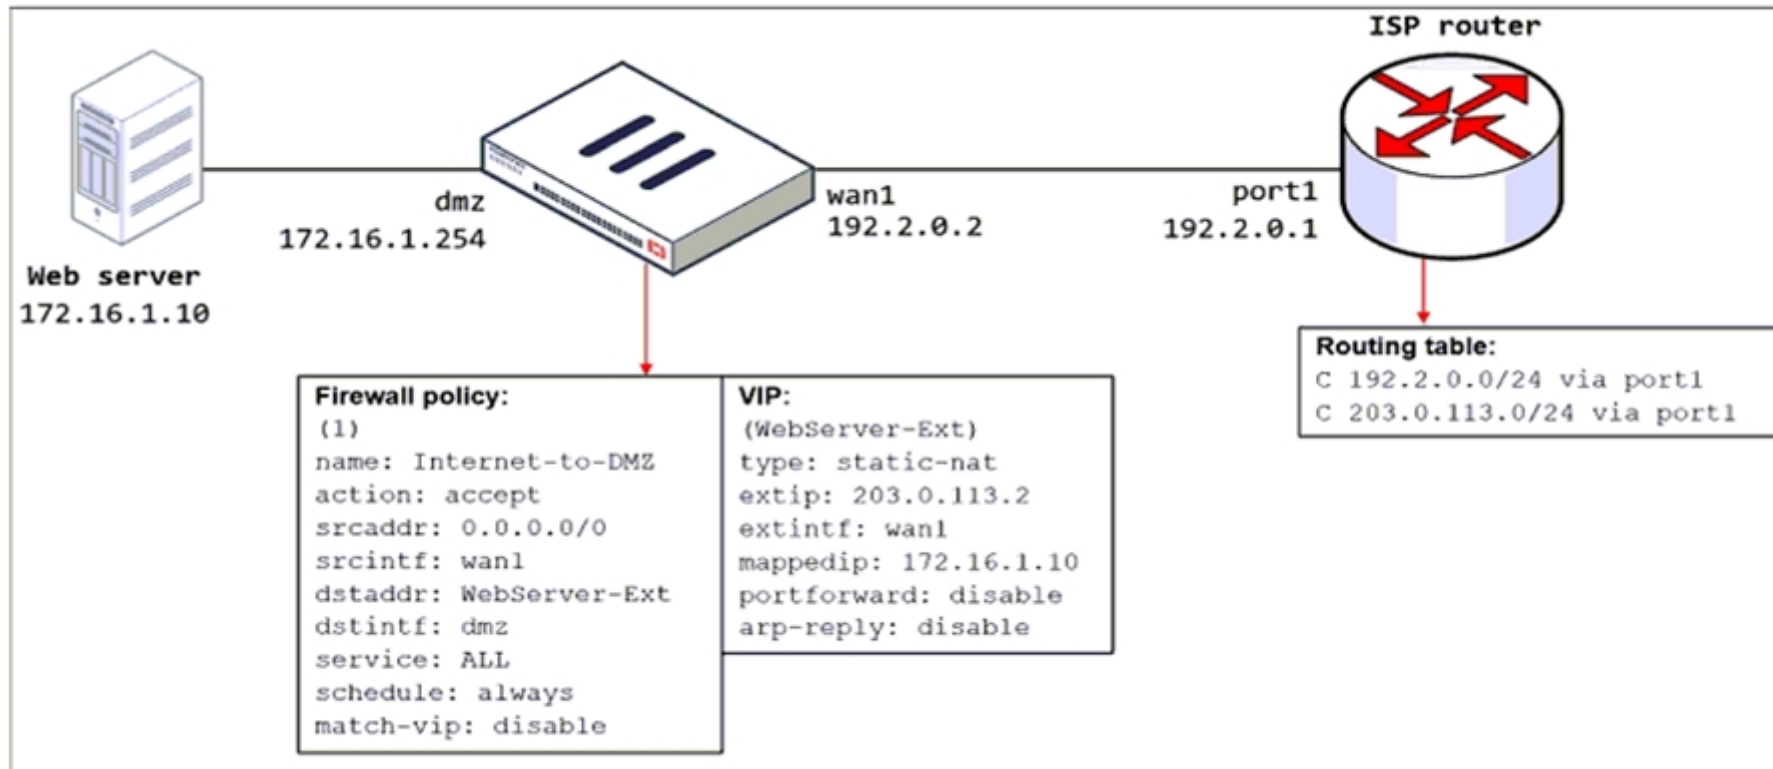 ISP router
dmz
172.16.1.254
wan1
192.2.0.2
port1
192.2.0.1
Web server
172.16.1.10
Routing table:
C 192.2.0.0/24 via port1
C 203.0.113.0/24 via port1
Firewall policy:
(1)
name: Internet-to-DMZ
action: accept
srcaddr: 0.0.0.0/0
srcintf: wan1
dstaddr: WebServer-Ext
dstintf: dmz
service: ALL
schedule: always
match-vip: disable
VIP:
(WebServer-Ext)
type: static-nat
extip: 203.0.113.2
extintf: wan1
mappedip: 172.16.1.10
portforward: disable
arp-reply: disable